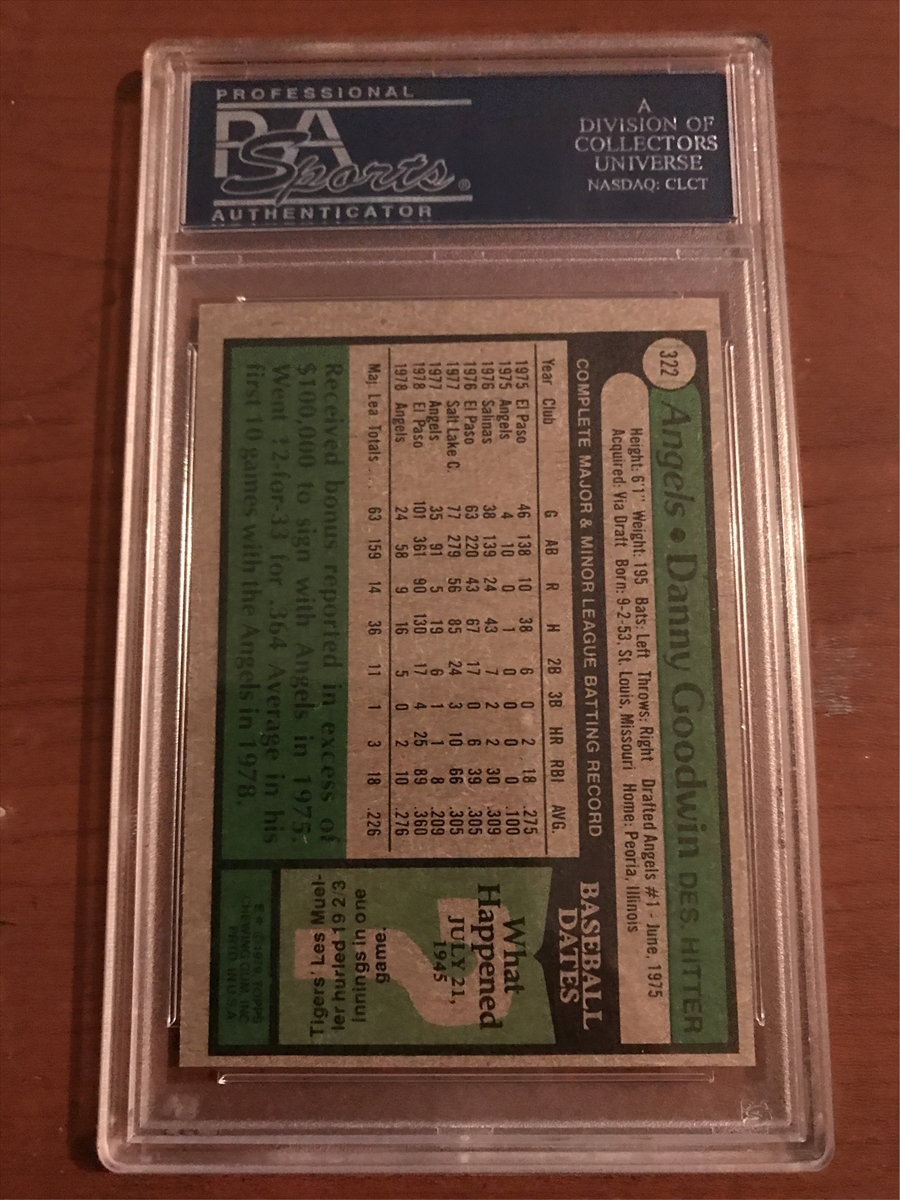 PROFESSIONAL
PSA
Sports®
AUTHENTICATOR
A
DIVISION OF
COLLECTORS
UNIVERSE
NASDAQ: CLCT
322
Angels • Danny Goodwin DES. HITTER
Height: 6'1" Weight: 195 Bats: Left Throws: Right Drafted Angels #1 - June, 1975
Acquired: Via Draft Born: 9-2-53, St. Louis, Missouri Home: Peoria, Illinois
COMPLETE MAJOR & MINOR LEAGUE BATTING RECORD
Year Club G AB R H 2B 3B HR RBI AVG.
1975 El Paso 46 138 10 38 6 0 2 18 .275
1975 Angels 4 10 0 1 0 0 0 0 .100
1976 Salinas 38 139 24 43 7 2 2 30 .309
1976 El Paso 63 220 43 67 17 0 6 39 .305
1977 Salt Lake C. 77 279 56 85 24 3 10 66 .305
1977 Angels 35 91 5 19 6 1 1 8 .209
1978 El Paso 101 361 90 130 17 4 25 89 .360
1978 Angels 24 58 9 16 5 0 2 10 .276
Maj. Lea Totals.... 63 159 14 36 11 1 3 18 .226
Received bonus reported in excess of
$100,000 to sign with Angels in 1975.
Went 12-for-33 for .364 Average in his
first 10 games with the Angels in 1978.
BASEBALL
DATES
What
Happened
JULY 21,
1945
?
Tigers' Les Muel-
ler hurled 19 2/3
innings in one
game.
© 1979, TOPPS
CHEWING GUM, INC.
PRTD. IN U.S.A.